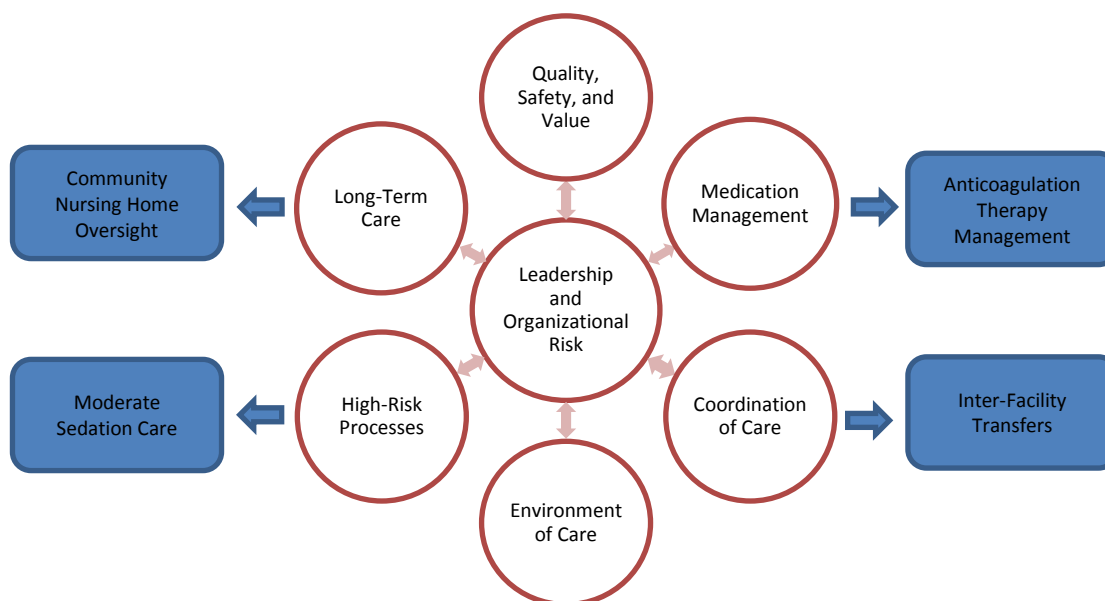 Quality,
Safety, and
Value
Community
Nursing Home
Oversight
Long-Term
Care
Medication
Management
Anticoagulation
Therapy
Management
Leadership
and
Organizational
Risk
Moderate
Sedation Care
High-Risk
Processes
Coordination
of Care
Inter-Facility
Transfers
Environment
of Care